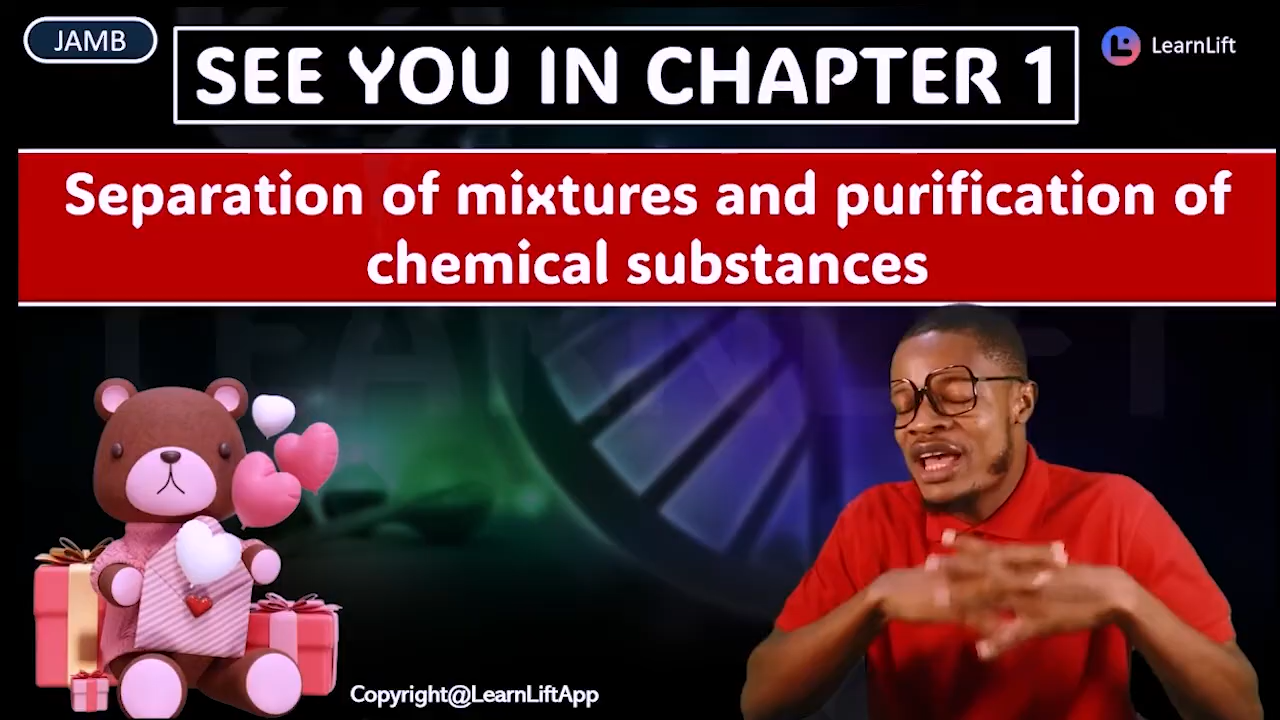 JAMB
SEE YOU IN CHAPTER 1
LearnLift
Separation of mixtures and purification of
chemical substances
Copyright@LearnLiftApp